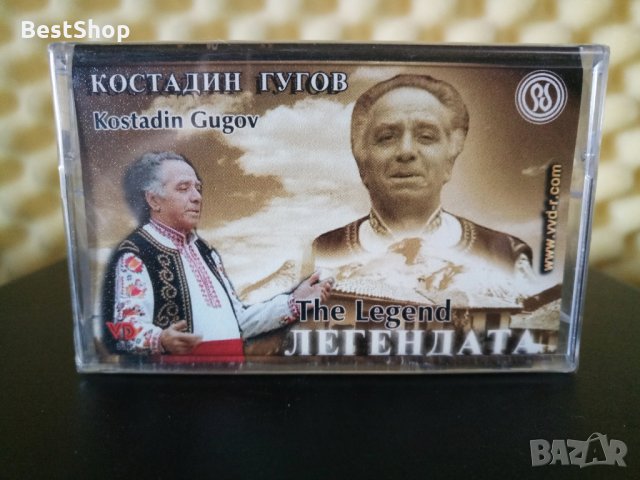 BestShop
КОСТАДИН ГУГОВ
Kostadin Gugov
www.vvd-r.com
The Legend
ЛЕГЕНДАТА
BAZAR